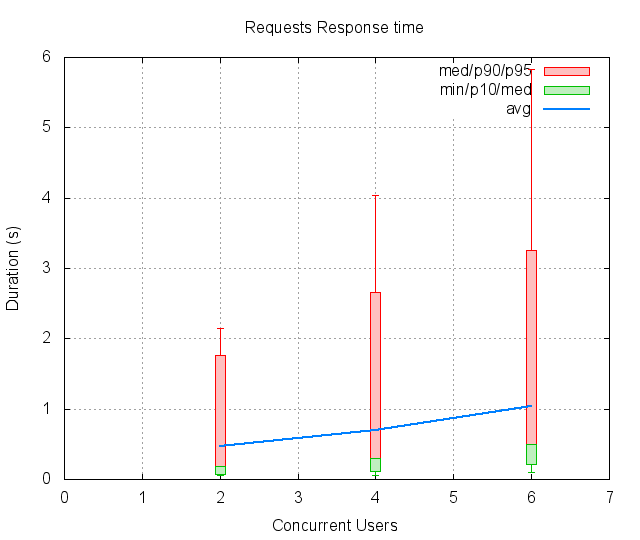 Requests Response time
med/p90/p95
min/p10/med
avg
6
5
4
3
2
1
0
Duration (s)
0 1 2 3 4 5 6 7
Concurrent Users